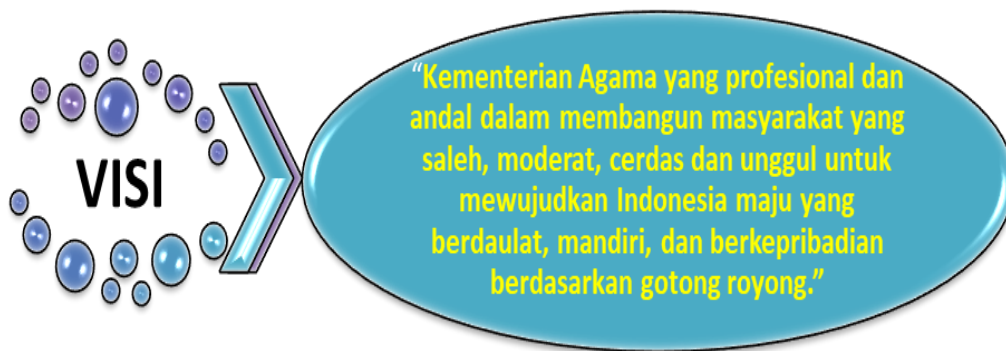 VISI
“Kementerian Agama yang profesional dan
andal dalam membangun masyarakat yang
saleh, moderat, cerdas dan unggul untuk
mewujudkan Indonesia maju yang
berdaulat, mandiri, dan berkepribadian
berdasarkan gotong royong.”